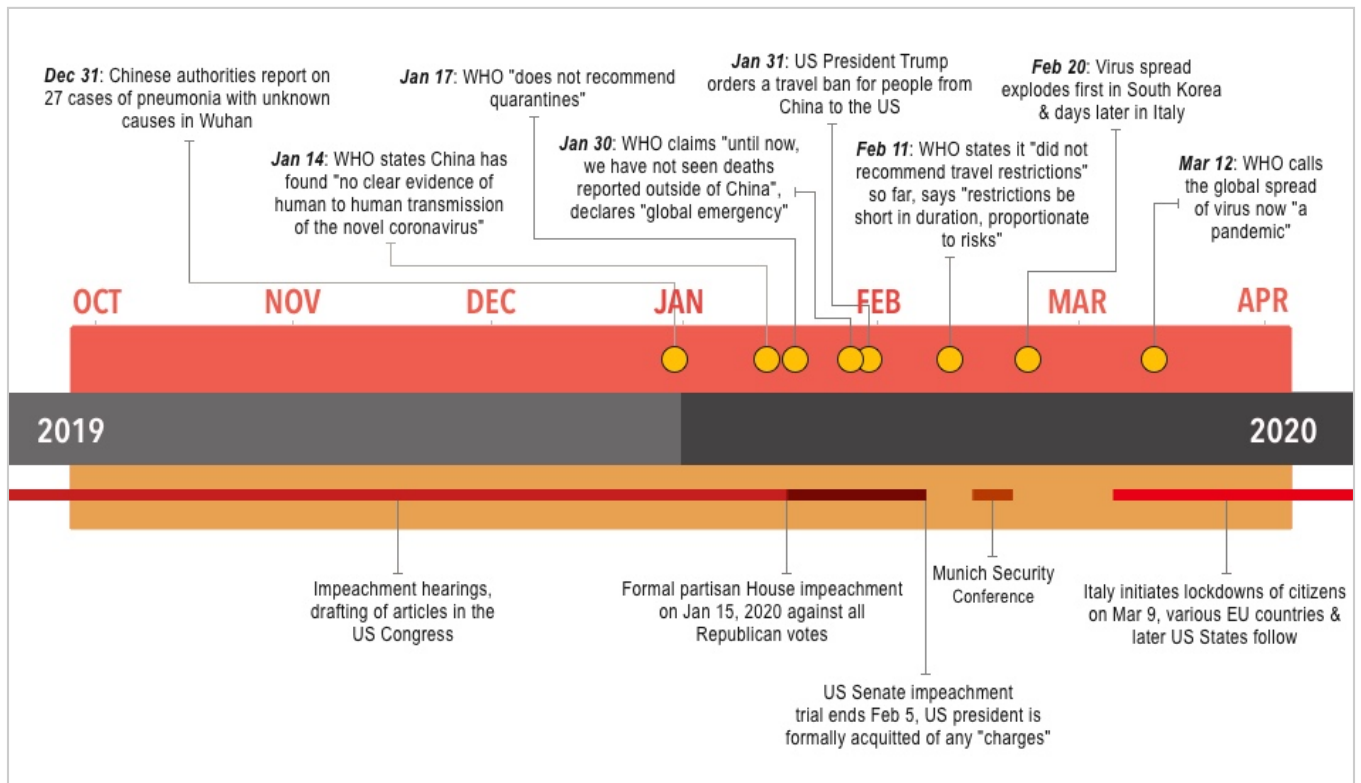 Dec 31: Chinese authorities report on
27 cases of pneumonia with unknown
causes in Wuhan
Jan 14: WHO states China has
found "no clear evidence of
human to human transmission
of the novel coronavirus"
Jan 17: WHO "does not recommend
quarantines"
Jan 30: WHO claims "until now,
we have not seen deaths
reported outside of China",
declares "global emergency"
Jan 31: US President Trump
orders a travel ban for people from
China to the US
Feb 11: WHO states it "did not
recommend travel restrictions"
so far, says "restrictions be
short in duration, proportionate
to risks"
Feb 20: Virus spread
explodes first in South Korea
& days later in Italy
Mar 12: WHO calls
the global spread
of virus now "a
pandemic"
OCT NOV DEC JAN FEB MAR APR
2019 2020
Impeachment hearings,
drafting of articles in the
US Congress
Formal partisan House impeachment
on Jan 15, 2020 against all
Republican votes
US Senate impeachment
trial ends Feb 5, US president is
formally acquitted of any "charges"
Munich Security
Conference
Italy initiates lockdowns of citizens
on Mar 9, various EU countries &
later US States follow